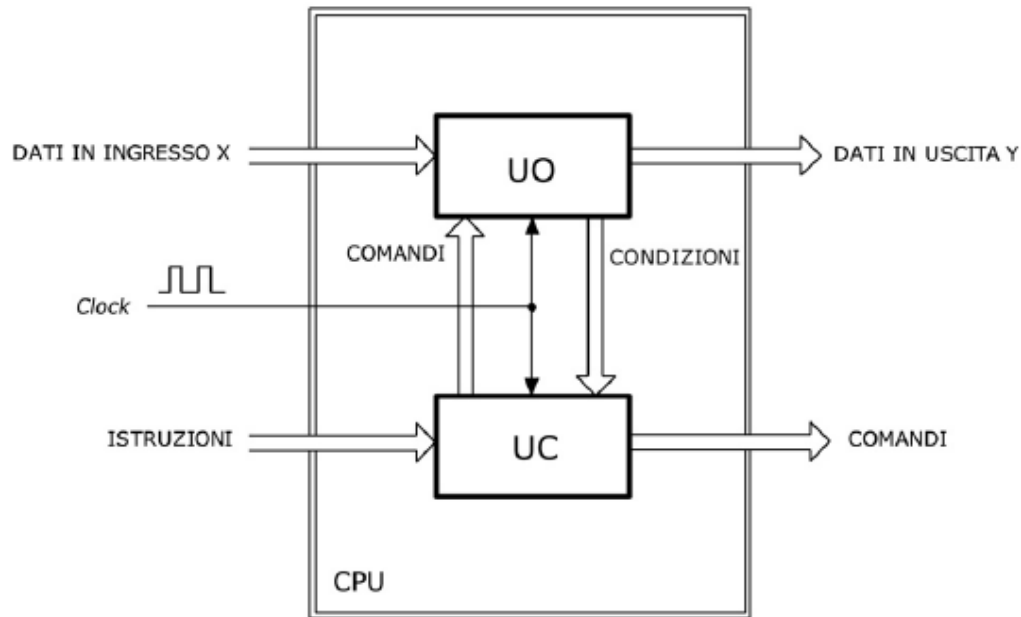 DATI IN INGRESSO X
UO
DATI IN USCITA Y
COMANDI
CONDIZIONI
Clock
ISTRUZIONI
UC
COMANDI
CPU